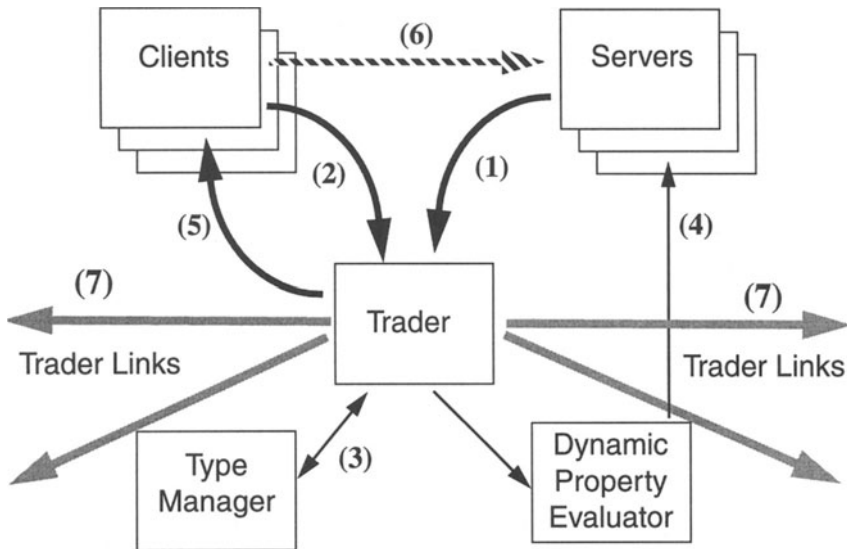 Clients
(6)
Servers
(2)
(1)
(5)
(4)
(7)
(7)
Trader
Trader Links
Trader Links
Type
Manager
(3)
Dynamic
Property
Evaluator